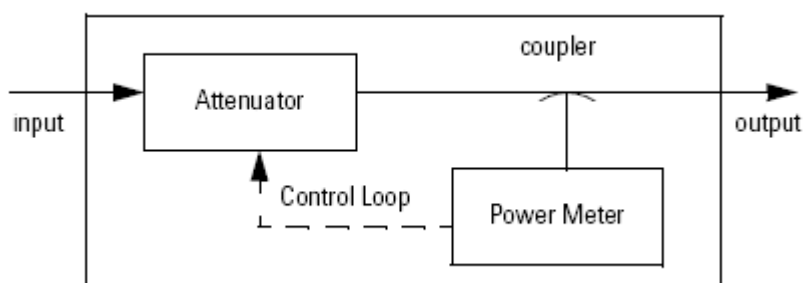 coupler
Attenuator
input
output
Control Loop
Power Meter